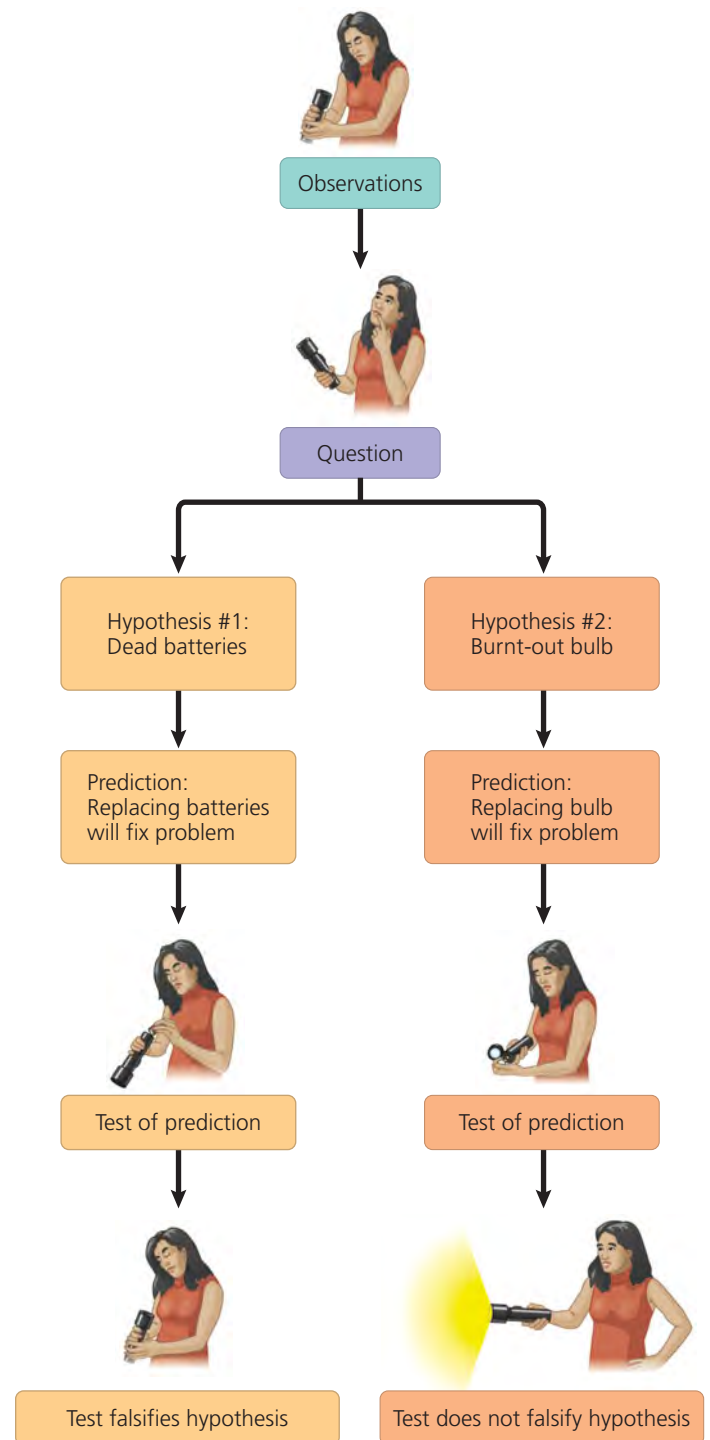 Observations
Question
Hypothesis #1:
Dead batteries
Hypothesis #2:
Burnt-out bulb
Prediction:
Replacing batteries
will fix problem
Prediction:
Replacing bulb
will fix problem
Test of prediction
Test of prediction
Test falsifies hypothesis
Test does not falsify hypothesis